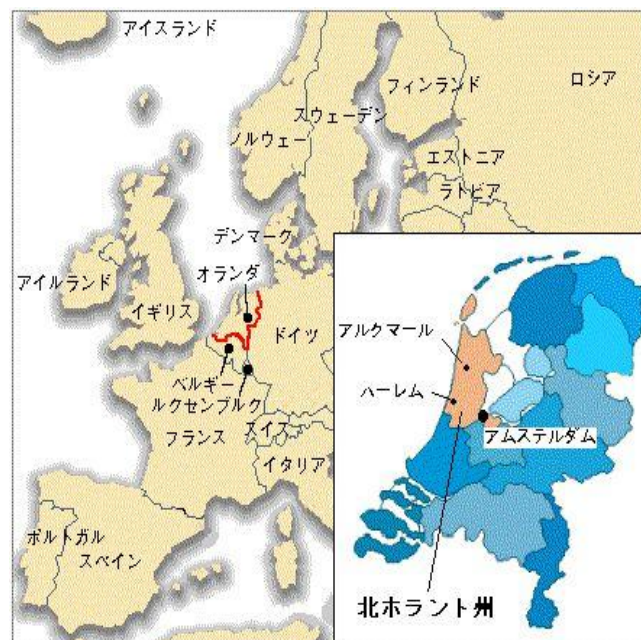 アイスランド
フィンランド
ロシア
スウェーデン
ノルウェー
エストニア
ラトビア
デンマーク
オランダ
アイルランド
イギリス
ドイツ
ベルギー
ルクセンブルク
スイス
フランス
イタリア
ポルトガル
スペイン
アルクマール
ハーレム
アムステルダム
北ホラント州